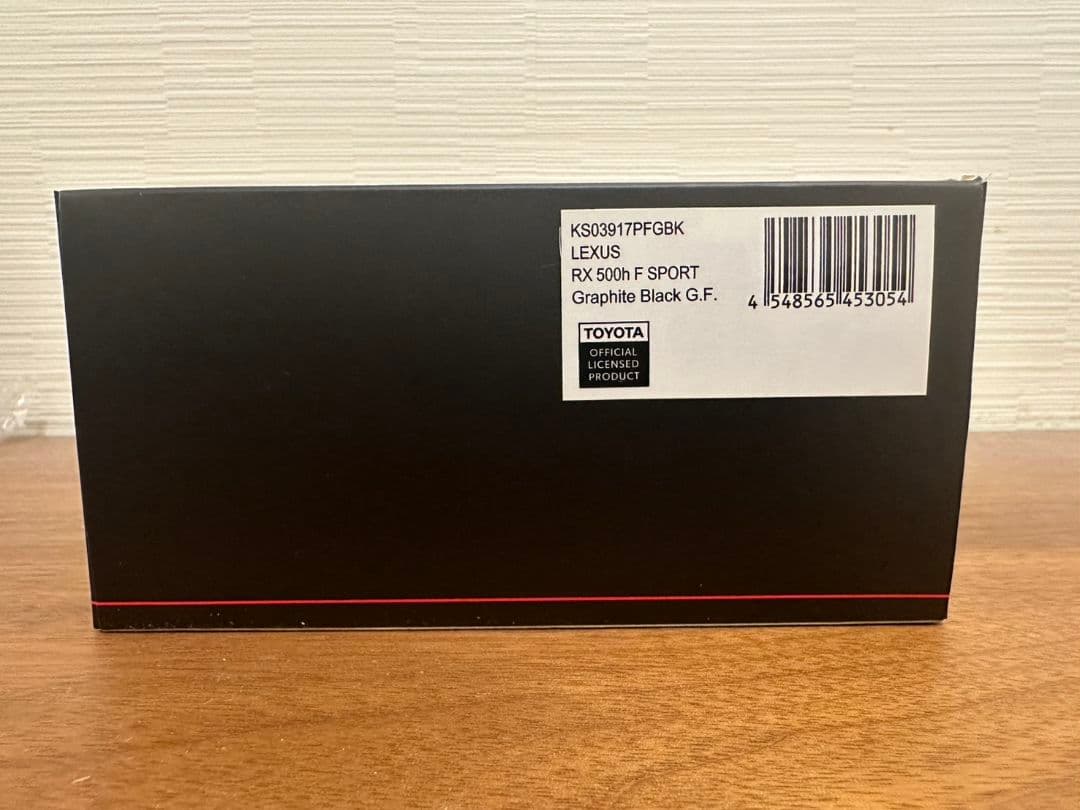 KS03917PFGBK
LEXUS
RX 500h F SPORT
Graphite Black G.F.
4 548565 453054
TOYOTA
OFFICIAL
LICENSED
PRODUCT